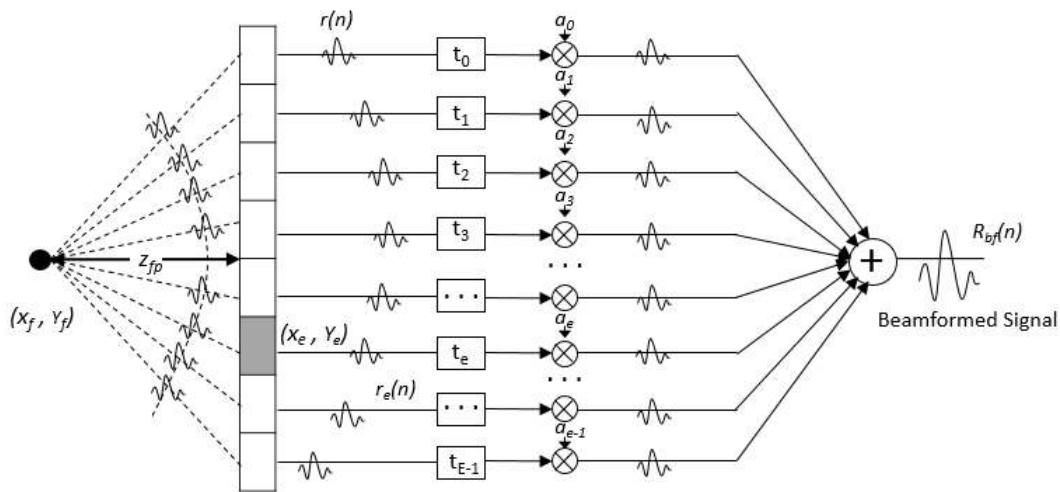 r(n)
a0
t0
a1
t1
a2
t2
a3
t3
zfp
Rbf(n)
+
...
(xf , Yf)
...
Beamformed Signal
(xe , Ye)
ae
te
...
re(n)
...
ae-1
tE-1